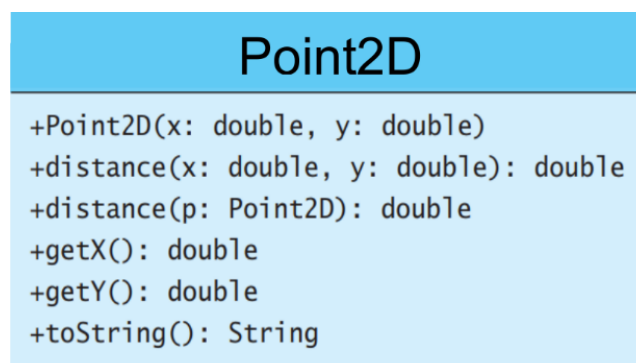 Point2D
+Point2D(x: double, y: double)
+distance(x: double, y: double): double
+distance(p: Point2D): double
+getX(): double
+getY(): double
+toString(): String